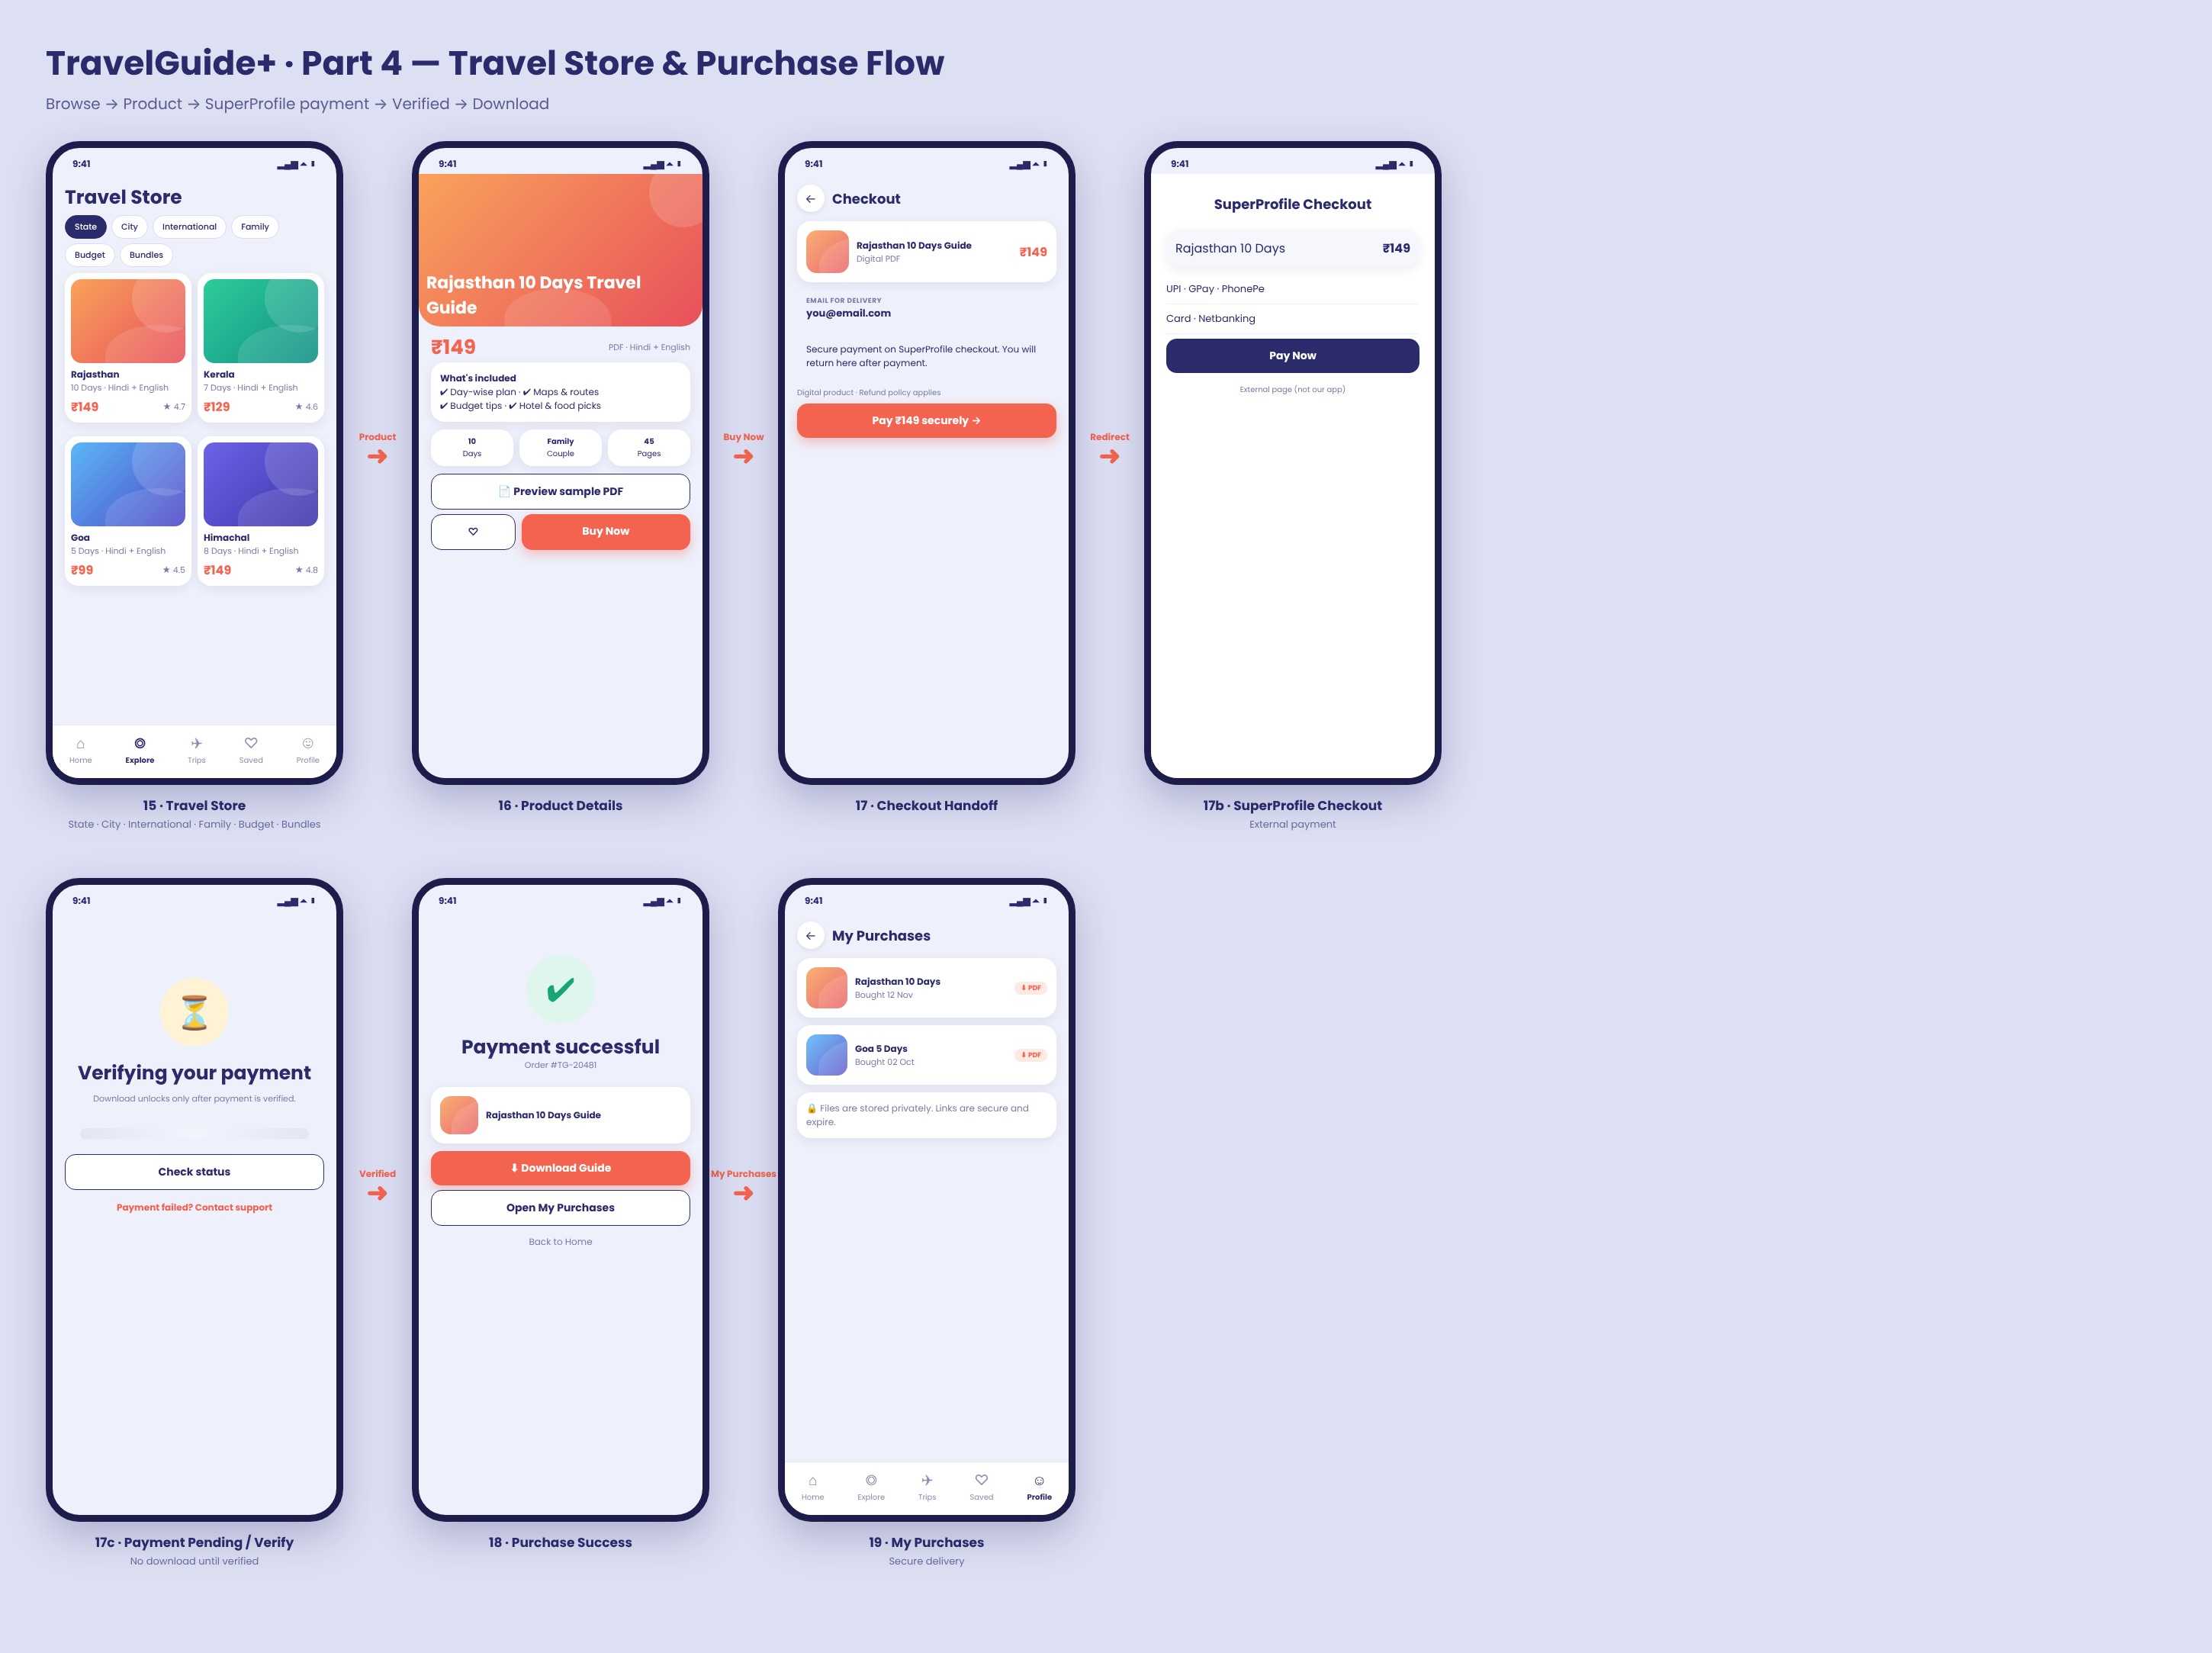 TravelGuide+ · Part 4 — Travel Store & Purchase Flow
Browse → Product → SuperProfile payment → Verified → Download
9:41
Travel Store
State City International Family
Budget Bundles
Rajasthan
10 Days · Hindi + English
₹149 ★ 4.7
Kerala
7 Days · Hindi + English
₹129 ★ 4.6
Goa
5 Days · Hindi + English
₹99 ★ 4.5
Himachal
8 Days · Hindi + English
₹149 ★ 4.8
Home Explore Trips Saved Profile
15 · Travel Store
State · City · International · Family · Budget · Bundles
Product
➜
9:41
Rajasthan 10 Days Travel
Guide
₹149 PDF · Hindi + English
What's included
✔ Day-wise plan · ✔ Maps & routes
✔ Budget tips · ✔ Hotel & food picks
10
Days
Family
Couple
45
Pages
📄 Preview sample PDF
♡ Buy Now
16 · Product Details
Buy Now
➜
9:41
← Checkout
Rajasthan 10 Days Guide
Digital PDF
₹149
EMAIL FOR DELIVERY
you@email.com
Secure payment on SuperProfile checkout. You will
return here after payment.
Digital product · Refund policy applies
Pay ₹149 securely →
17 · Checkout Handoff
Redirect
➜
9:41
SuperProfile Checkout
Rajasthan 10 Days ₹149
UPI · GPay · PhonePe
Card · Netbanking
Pay Now
External page (not our app)
17b · SuperProfile Checkout
External payment
9:41
⏳
Verifying your payment
Download unlocks only after payment is verified.
Check status
Payment failed? Contact support
17c · Payment Pending / Verify
No download until verified
Verified
➜
9:41
✔
Payment successful
Order #TG-20481
Rajasthan 10 Days Guide
⬇ Download Guide
Open My Purchases
Back to Home
18 · Purchase Success
My Purchases
➜
9:41
← My Purchases
Rajasthan 10 Days
Bought 12 Nov
⬇ PDF
Goa 5 Days
Bought 02 Oct
⬇ PDF
🔒 Files are stored privately. Links are secure and
expire.
Home Explore Trips Saved Profile
19 · My Purchases
Secure delivery